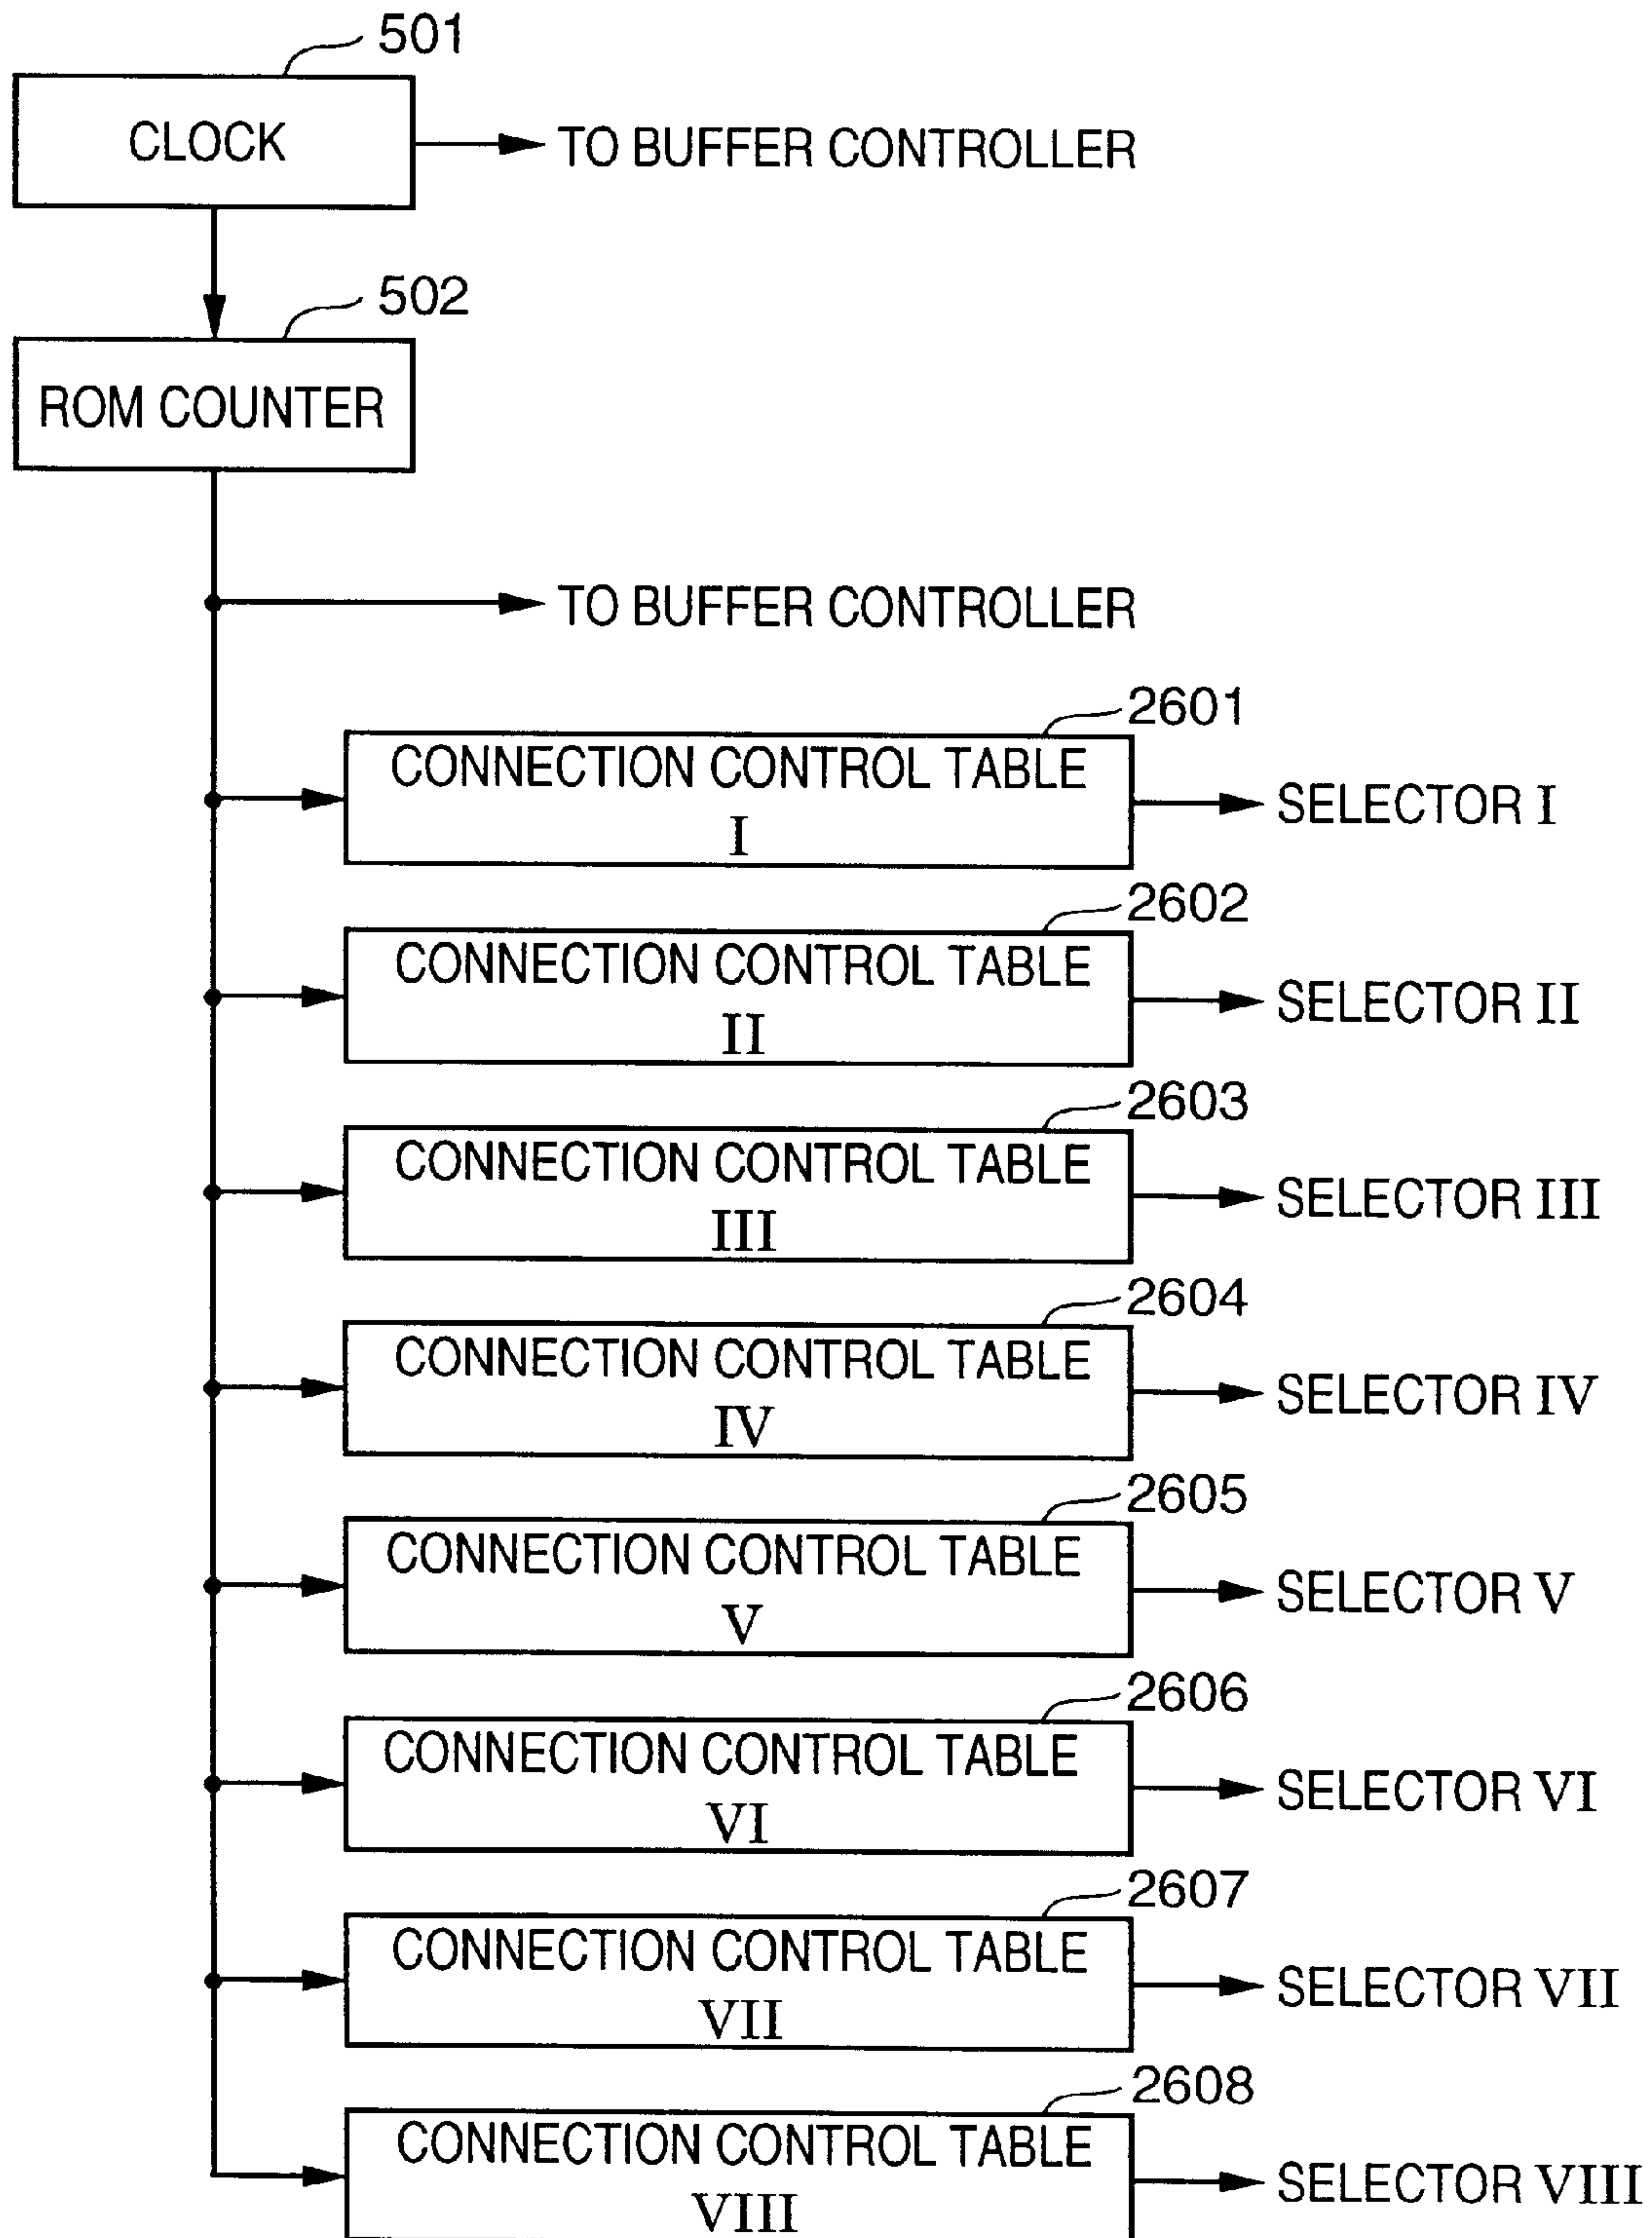 501
CLOCK
TO BUFFER CONTROLLER
502
ROM COUNTER
TO BUFFER CONTROLLER
2601
CONNECTION CONTROL TABLE
I
SELECTOR I
2602
CONNECTION CONTROL TABLE
II
SELECTOR II
2603
CONNECTION CONTROL TABLE
III
SELECTOR III
2604
CONNECTION CONTROL TABLE
IV
SELECTOR IV
2605
CONNECTION CONTROL TABLE
V
SELECTOR V
2606
CONNECTION CONTROL TABLE
VI
SELECTOR VI
2607
CONNECTION CONTROL TABLE
VII
SELECTOR VII
2608
CONNECTION CONTROL TABLE
VIII
SELECTOR VIII